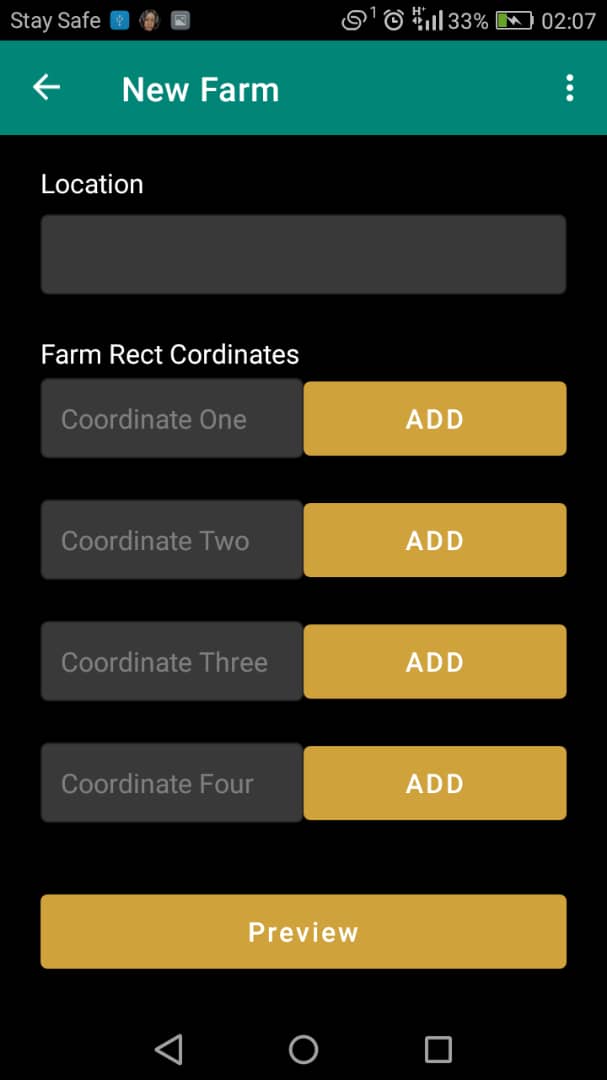 Stay Safe 1 H+ 33% 02:07
New Farm
Location
Farm Rect Cordinates
Coordinate One ADD
Coordinate Two ADD
Coordinate Three ADD
Coordinate Four ADD
Preview